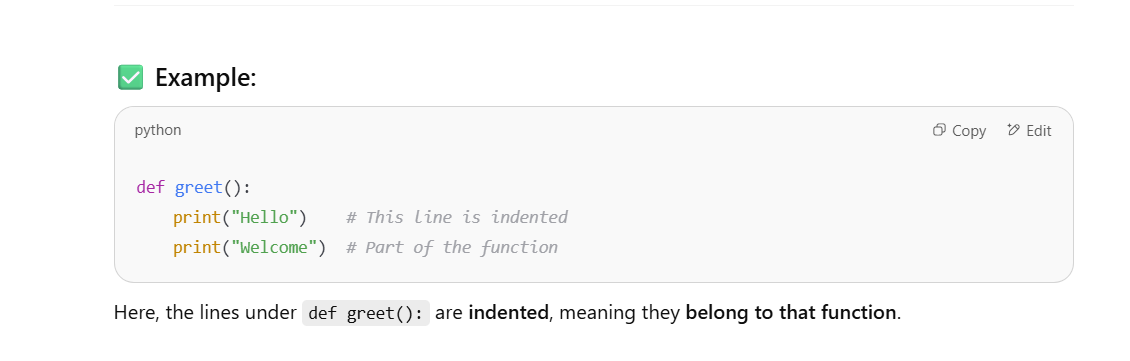 ✅ Example:
python Copy Edit
def greet():
    print("Hello")    # This line is indented
    print("Welcome")  # Part of the function
Here, the lines under def greet(): are indented, meaning they belong to that function.